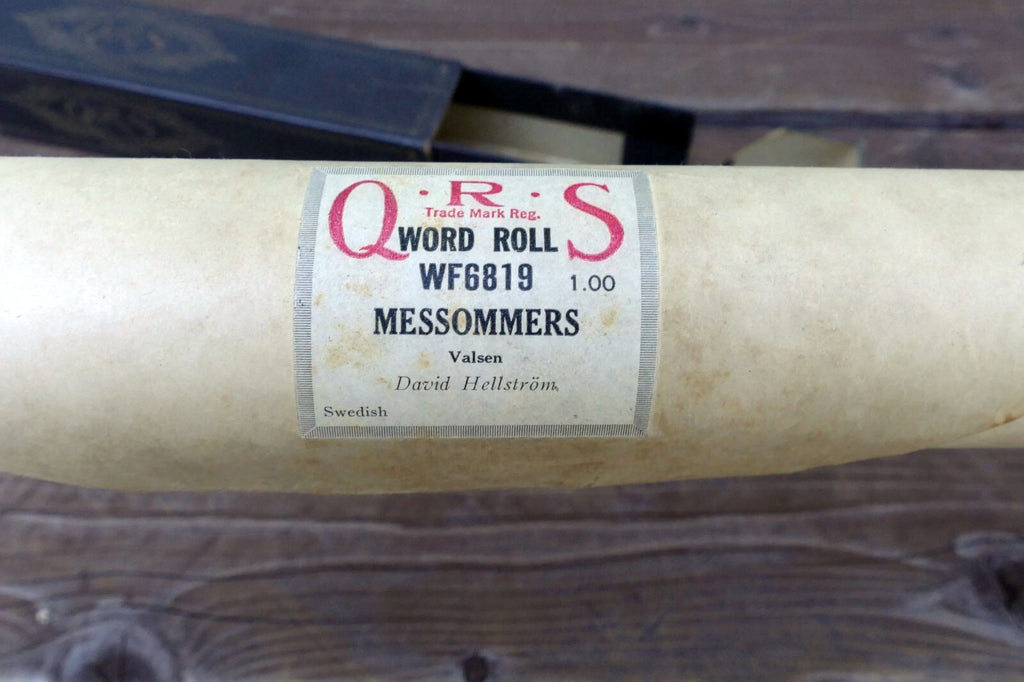 Q·R·S
Trade Mark Reg.
WORD ROLL
WF6819 1.00
MESSOMMERS
Valsen
David Hellström,
Swedish